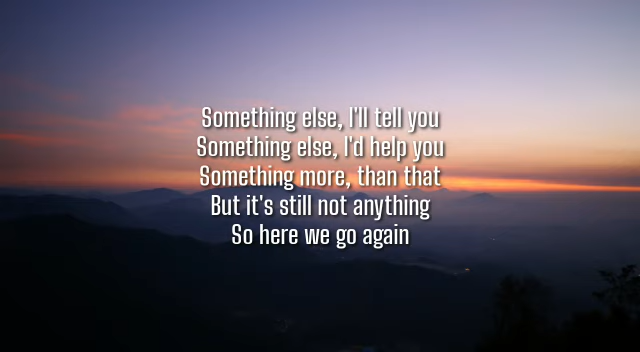 Something else, I'll tell you
Something else, I'd help you
Something more, than that
But it's still not anything
So here we go again